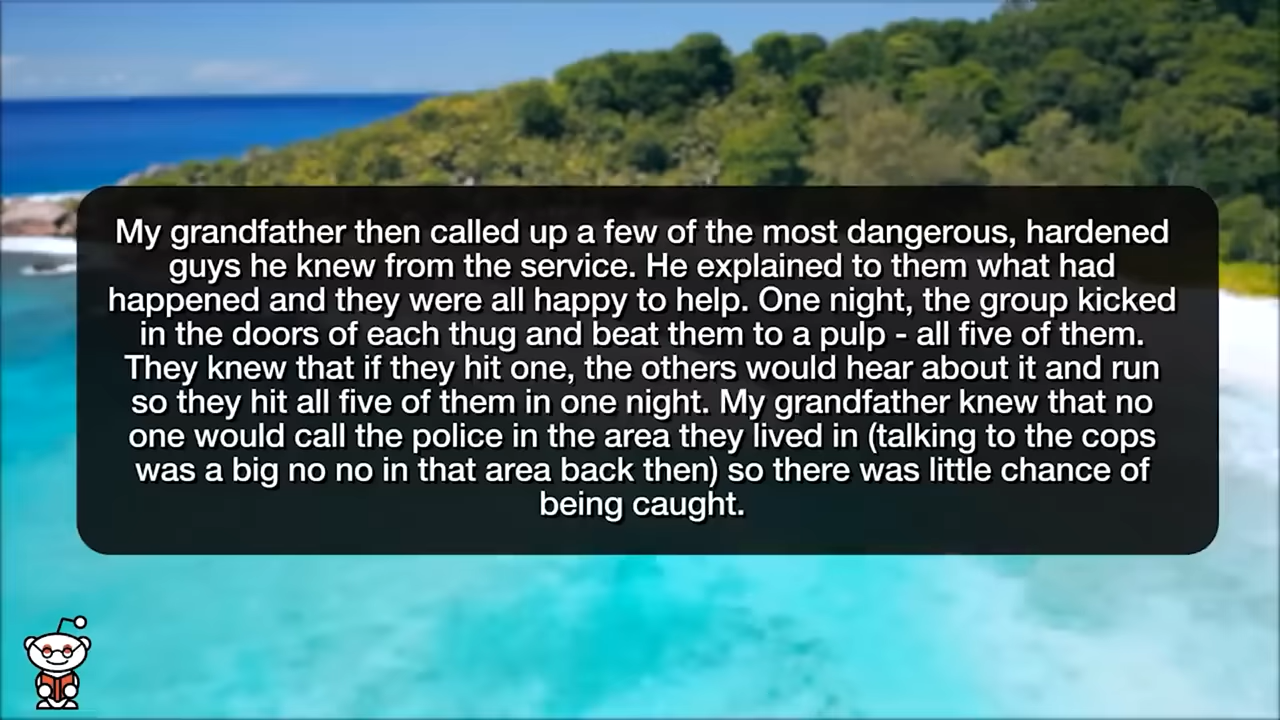 My grandfather then called up a few of the most dangerous, hardened
guys he knew from the service. He explained to them what had
happened and they were all happy to help. One night, the group kicked
in the doors of each thug and beat them to a pulp - all five of them.
They knew that if they hit one, the others would hear about it and run
so they hit all five of them in one night. My grandfather knew that no
one would call the police in the area they lived in (talking to the cops
was a big no no in that area back then) so there was little chance of
being caught.